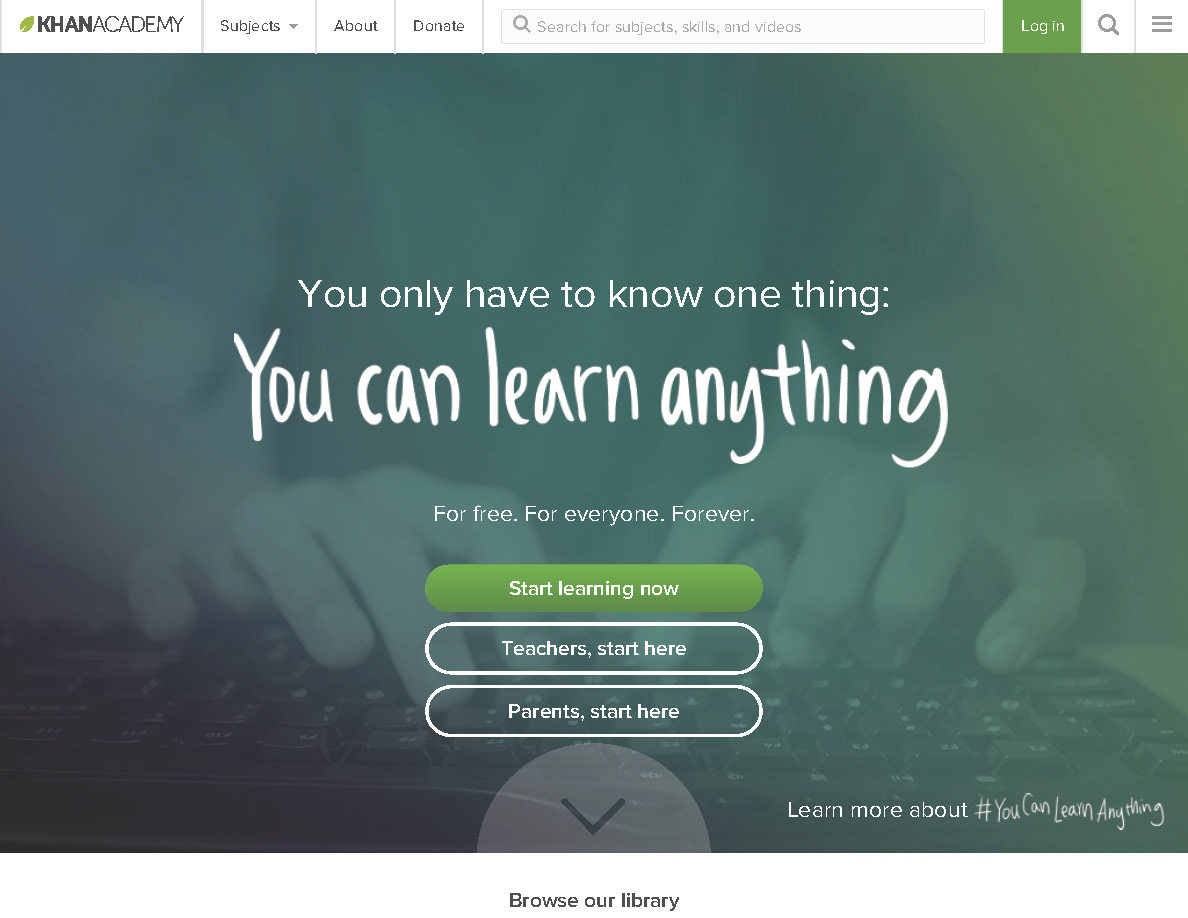 KHANACADEMY
Subjects
About
Donate
Search for subjects, skills, and videos
Log in
You only have to know one thing:
You can learn anything
For free. For everyone. Forever.
Start learning now
Teachers, start here
Parents, start here
Learn more about #YouCanLearnAnything
Browse our library